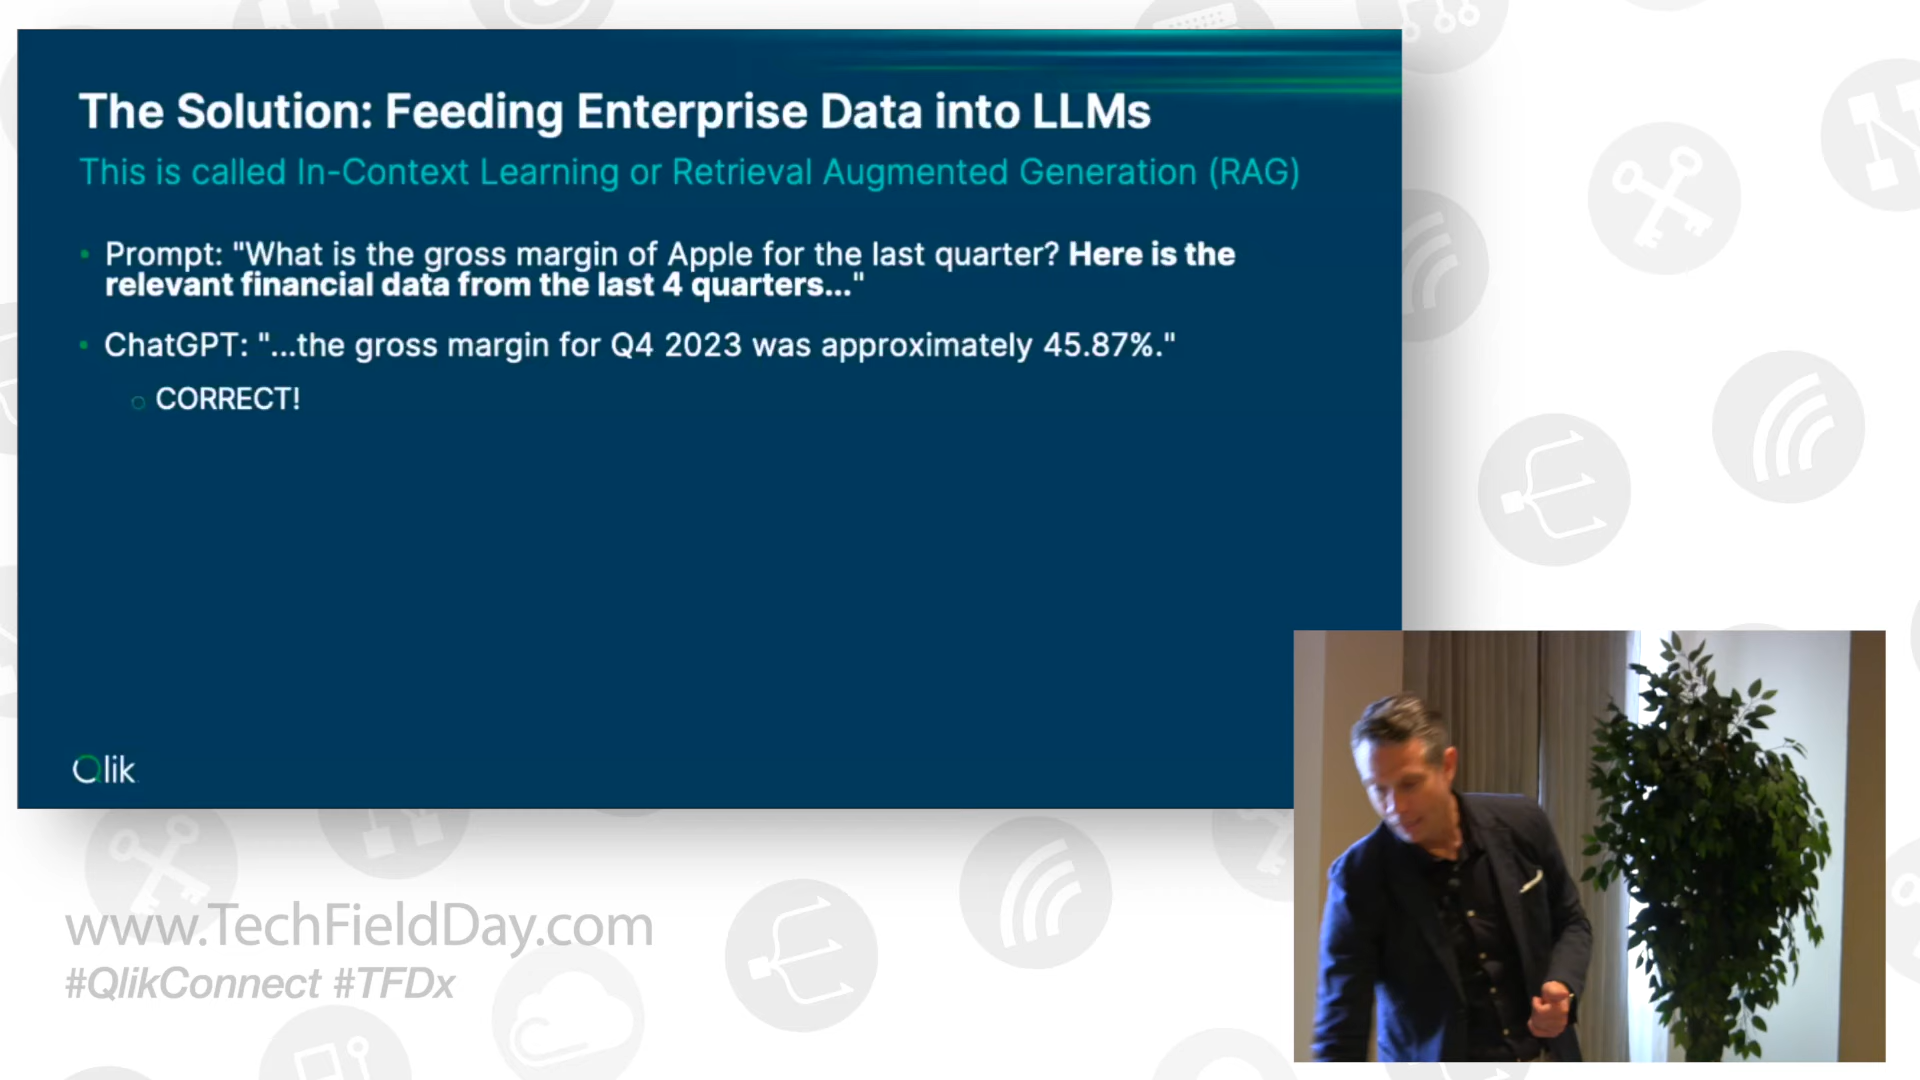 The Solution: Feeding Enterprise Data into LLMs
This is called In-Context Learning or Retrieval Augmented Generation (RAG)
• Prompt: "What is the gross margin of Apple for the last quarter? Here is the
relevant financial data from the last 4 quarters..."
• ChatGPT: "...the gross margin for Q4 2023 was approximately 45.87%."
○ CORRECT!
Qlik
www.TechFieldDay.com
#QlikConnect #TFDx